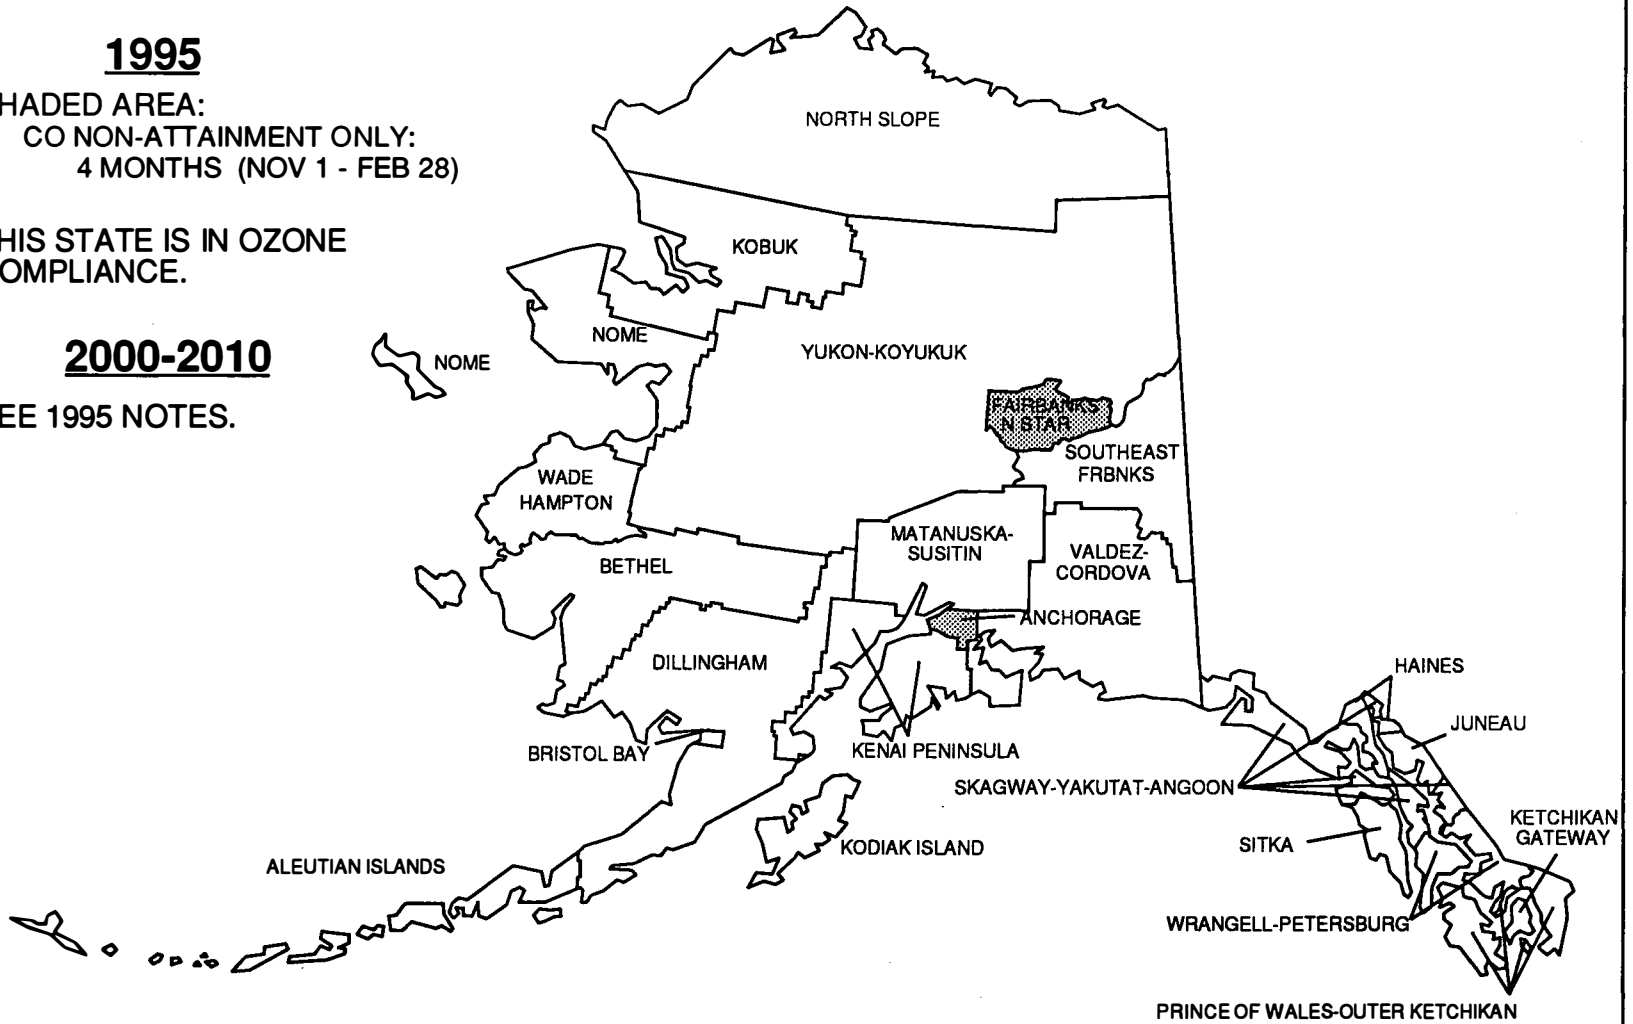 1995
HADED AREA:
CO NON-ATTAINMENT ONLY:
4 MONTHS (NOV 1 - FEB 28)
HIS STATE IS IN OZONE
OMPLIANCE.
2000-2010
EE 1995 NOTES.
NORTH SLOPE
KOBUK
NOME
NOME
YUKON-KOYUKUK
FAIRBANKS
N STAR
SOUTHEAST
FRBNKS
WADE
HAMPTON
MATANUSKA-
SUSITIN
VALDEZ-
CORDOVA
BETHEL
ANCHORAGE
DILLINGHAM
HAINES
JUNEAU
BRISTOL BAY
KENAI PENINSULA
SKAGWAY-YAKUTAT-ANGOON
KETCHIKAN
GATEWAY
SITKA
KODIAK ISLAND
ALEUTIAN ISLANDS
WRANGELL-PETERSBURG
PRINCE OF WALES-OUTER KETCHIKAN